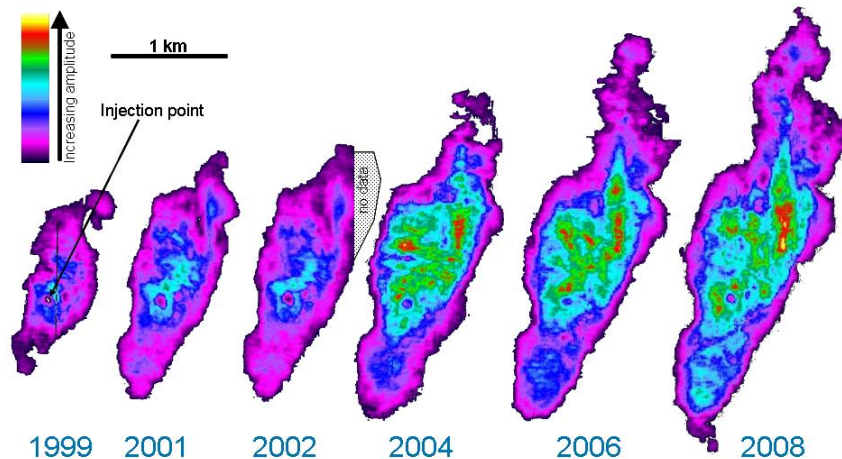 Increasing amplitude
1 km
Injection point
no data
1999
2001
2002
2004
2006
2008